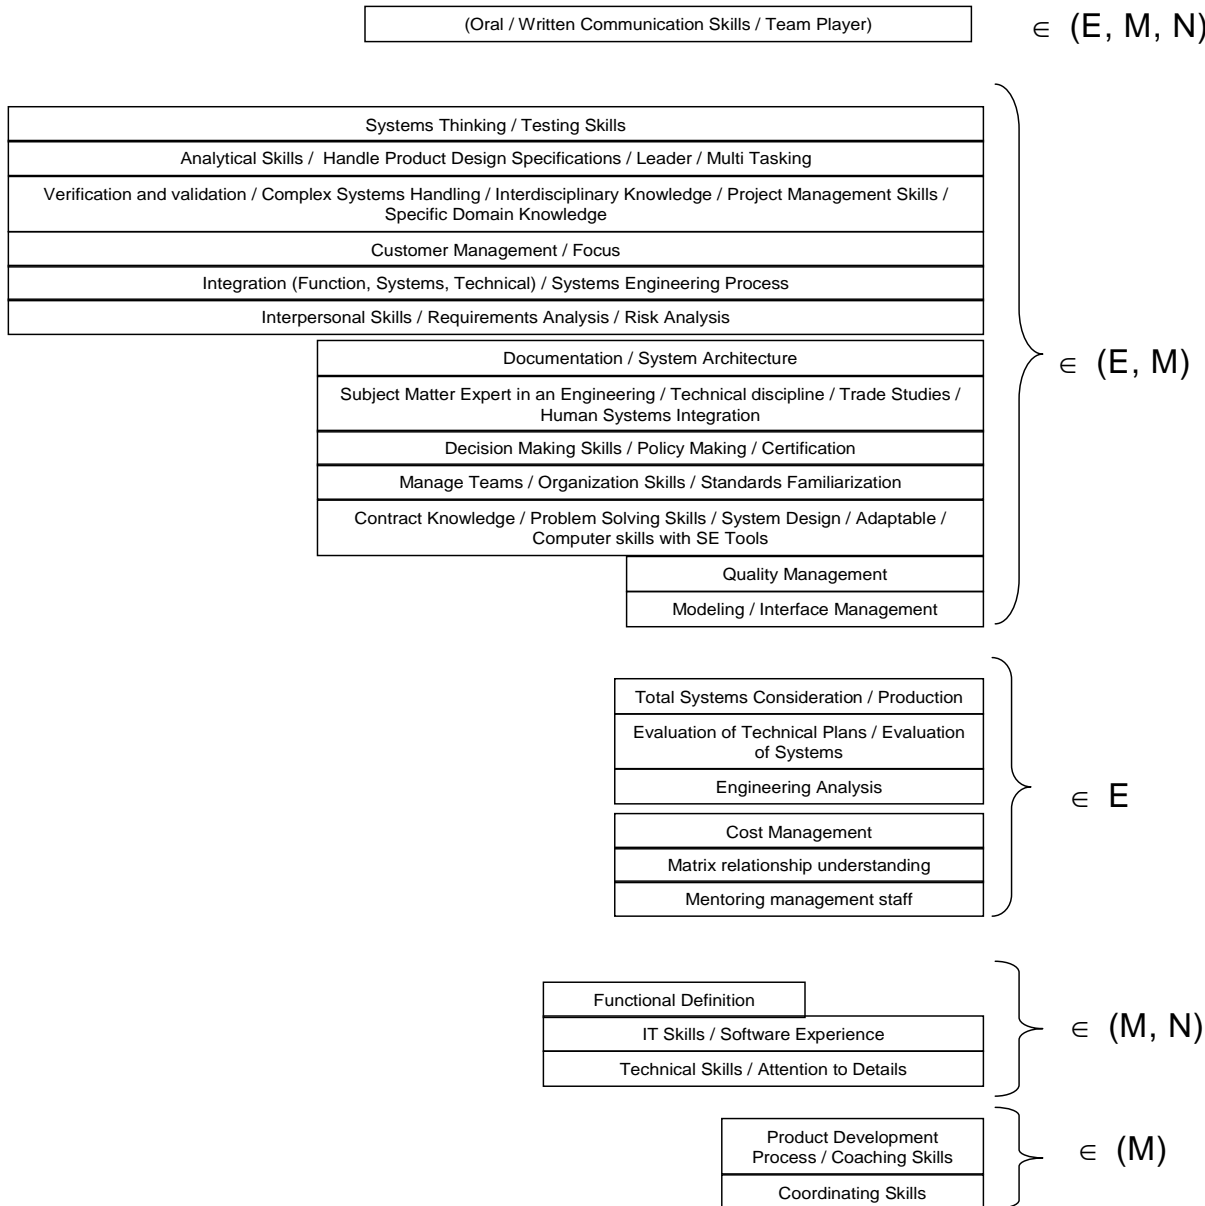 (Oral / Written Communication Skills / Team Player)
∈ (E, M, N)
Systems Thinking / Testing Skills
Analytical Skills / Handle Product Design Specifications / Leader / Multi Tasking
Verification and validation / Complex Systems Handling / Interdisciplinary Knowledge / Project Management Skills /
Specific Domain Knowledge
Customer Management / Focus
Integration (Function, Systems, Technical) / Systems Engineering Process
Interpersonal Skills / Requirements Analysis / Risk Analysis
Documentation / System Architecture
∈ (E, M)
Subject Matter Expert in an Engineering / Technical discipline / Trade Studies /
Human Systems Integration
Decision Making Skills / Policy Making / Certification
Manage Teams / Organization Skills / Standards Familiarization
Contract Knowledge / Problem Solving Skills / System Design / Adaptable /
Computer skills with SE Tools
Quality Management
Modeling / Interface Management
Total Systems Consideration / Production
Evaluation of Technical Plans / Evaluation
of Systems
Engineering Analysis
∈ E
Cost Management
Matrix relationship understanding
Mentoring management staff
Functional Definition
IT Skills / Software Experience
∈ (M, N)
Technical Skills / Attention to Details
Product Development
Process / Coaching Skills
∈ (M)
Coordinating Skills